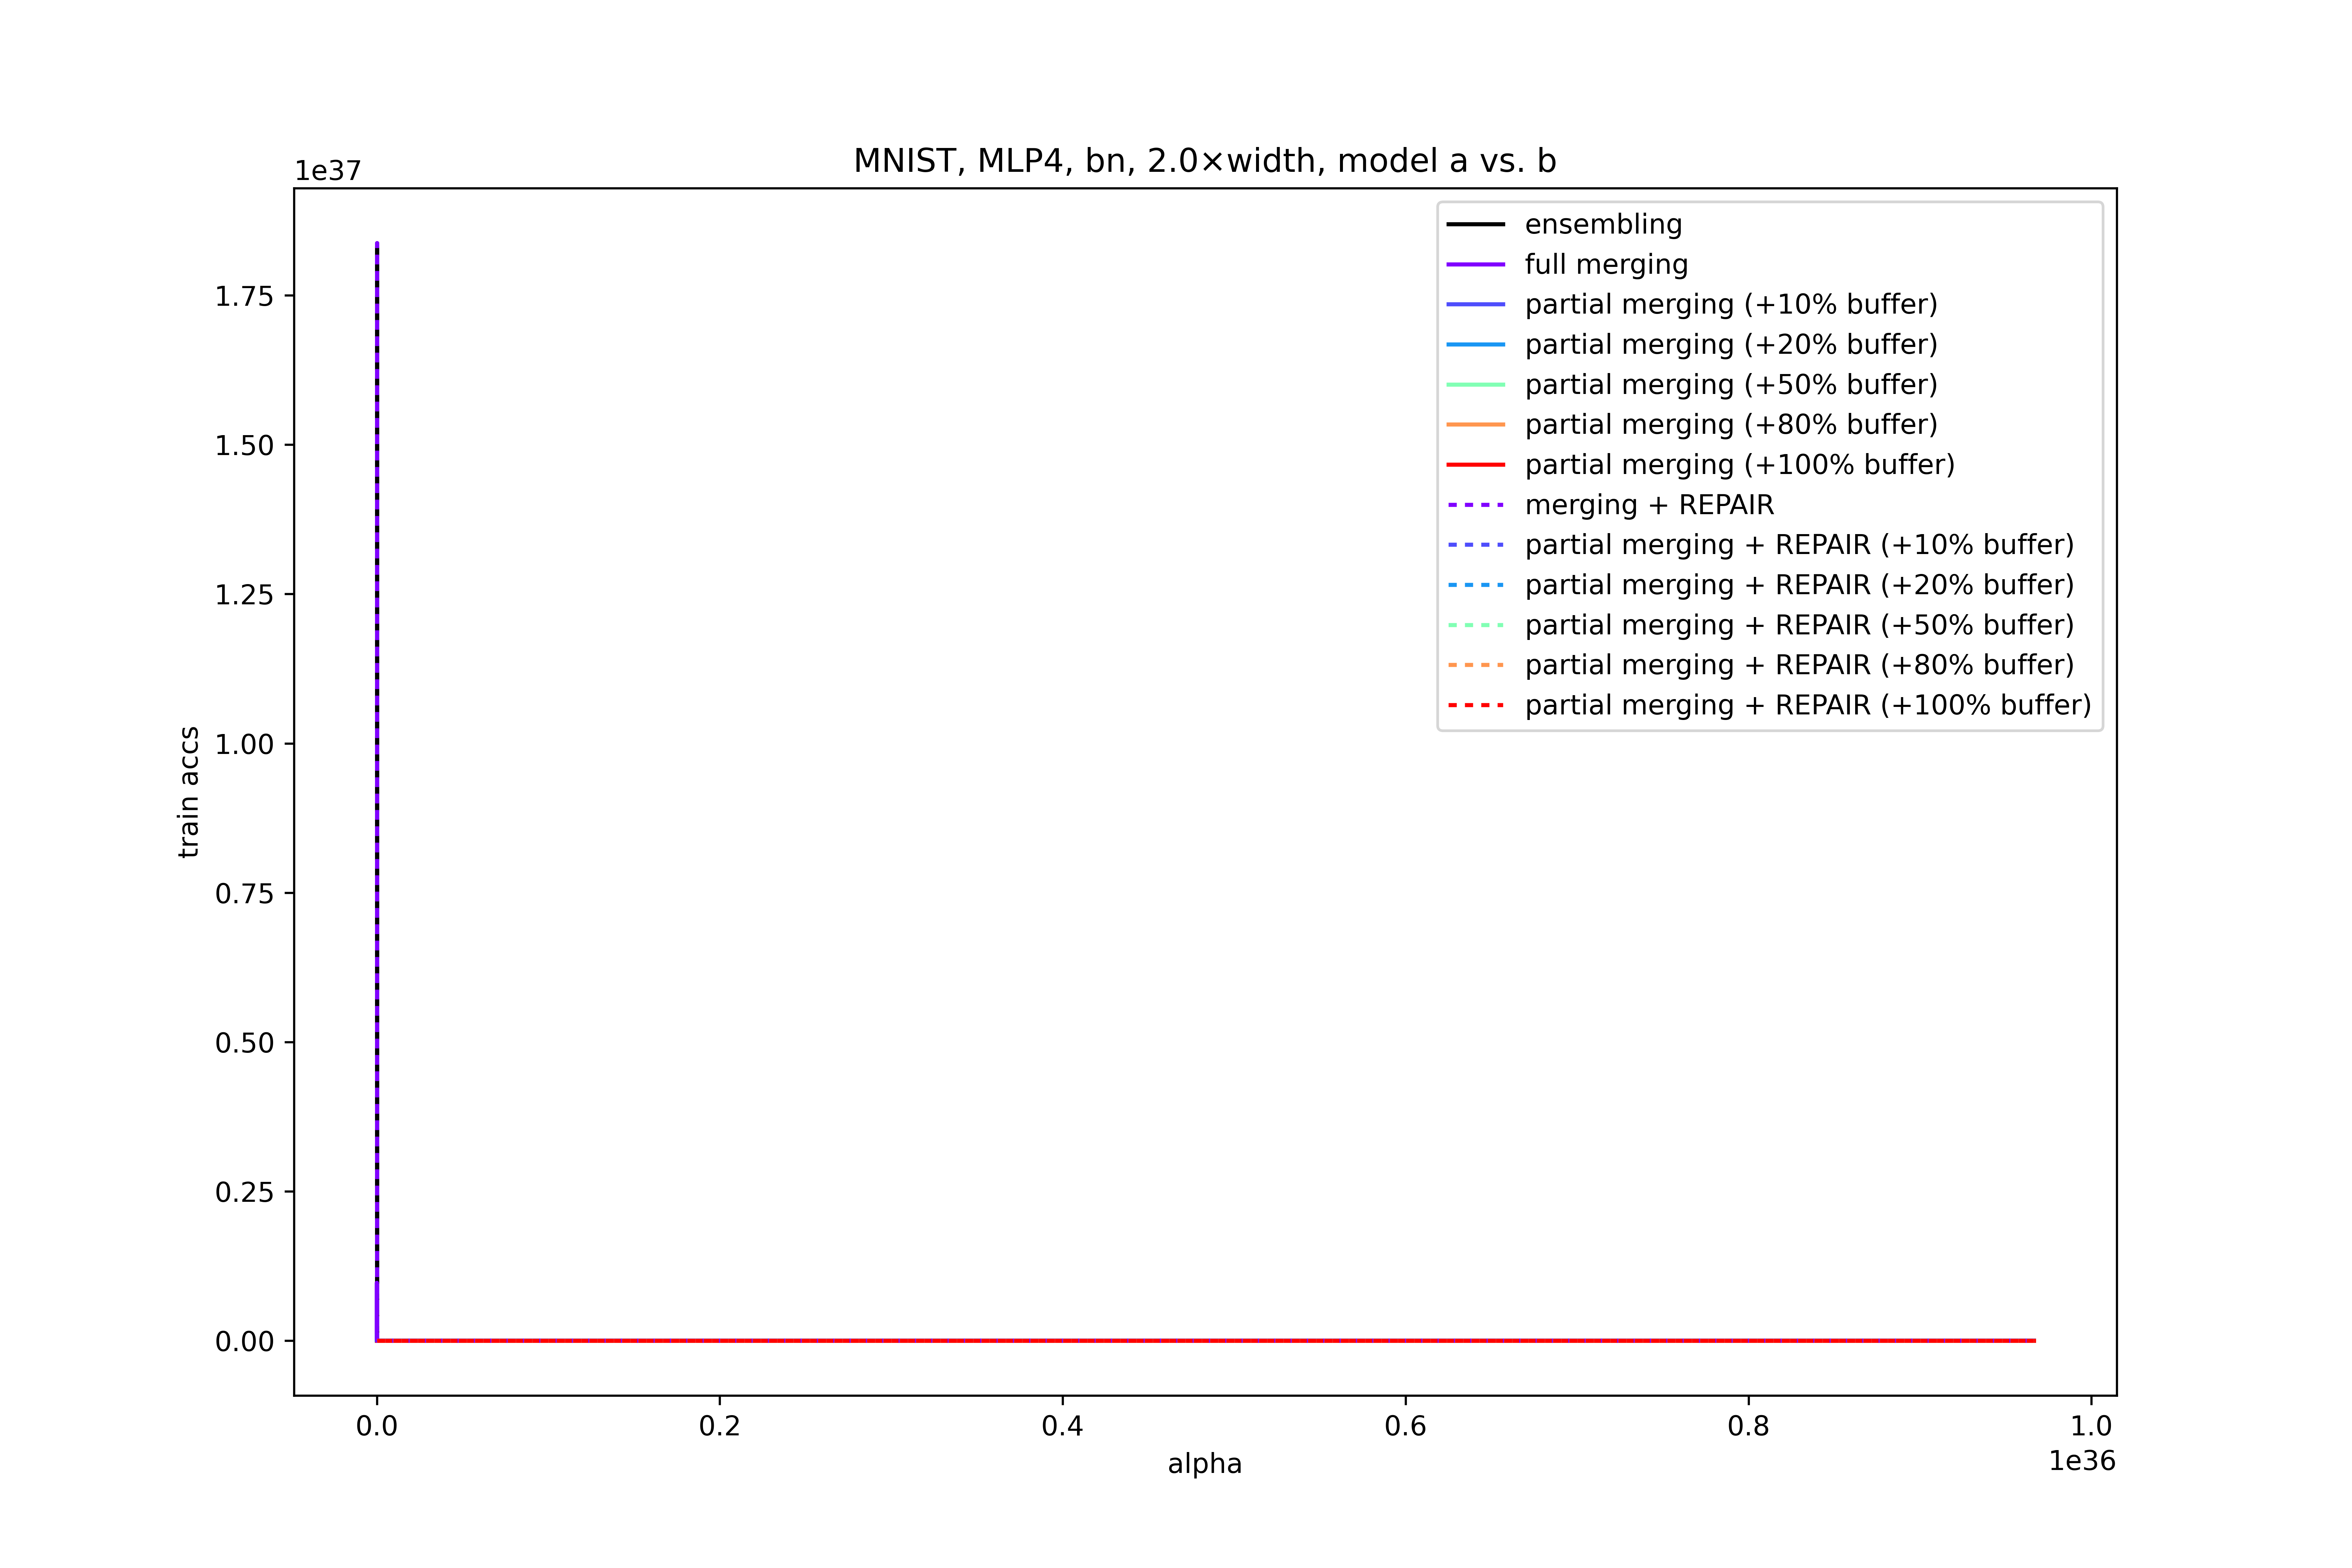 MNIST, MLP4, bn, 2.0×width, model a vs. b
1e37
1.75
1.50
1.25
1.00
0.75
0.50
0.25
0.00
train accs
ensembling
full merging
partial merging (+10% buffer)
partial merging (+20% buffer)
partial merging (+50% buffer)
partial merging (+80% buffer)
partial merging (+100% buffer)
merging + REPAIR
partial merging + REPAIR (+10% buffer)
partial merging + REPAIR (+20% buffer)
partial merging + REPAIR (+50% buffer)
partial merging + REPAIR (+80% buffer)
partial merging + REPAIR (+100% buffer)
0.0 0.2 0.4 0.6 0.8 1.0
alpha
1e36